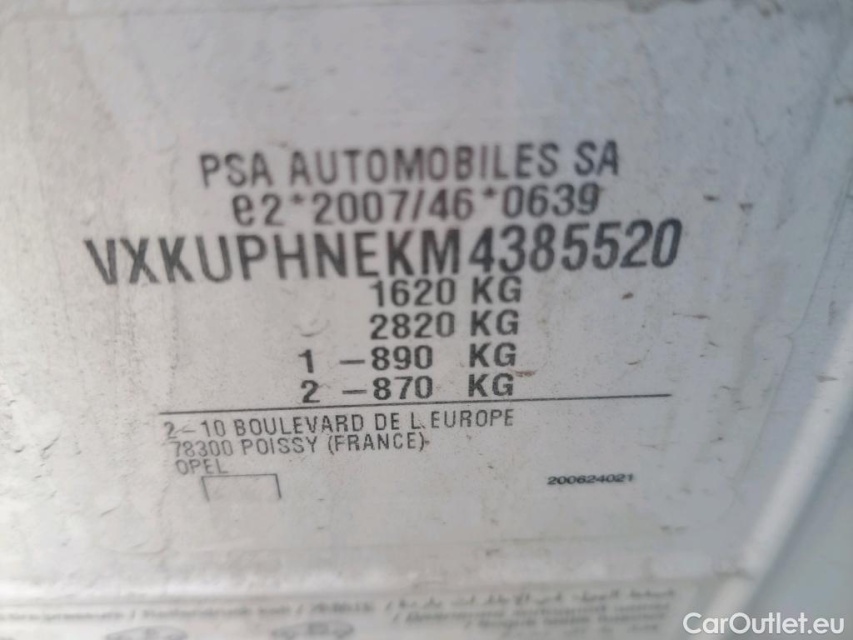 PSA AUTOMOBILES SA
e2*2007/46*0639
VXKUPHNEKM4385520
1620 KG
2820 KG
1 -890 KG
2 -870 KG
2-10 BOULEVARD DE L EUROPE
78300 POISSY (FRANCE)
OPEL
200624021
CarOutlet.eu